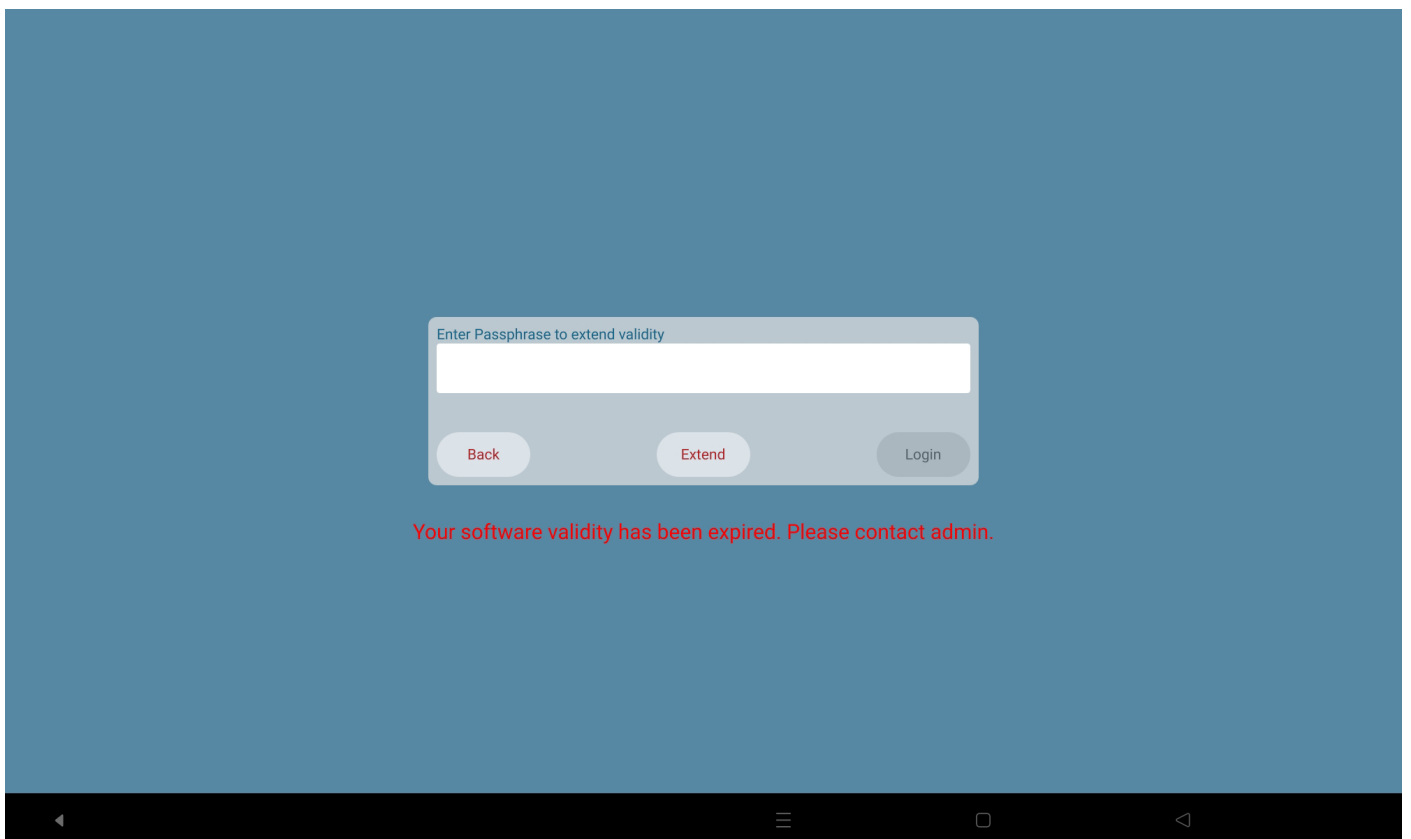 Enter Passphrase to extend validity
Back Extend Login
Your software validity has been expired. Please contact admin.